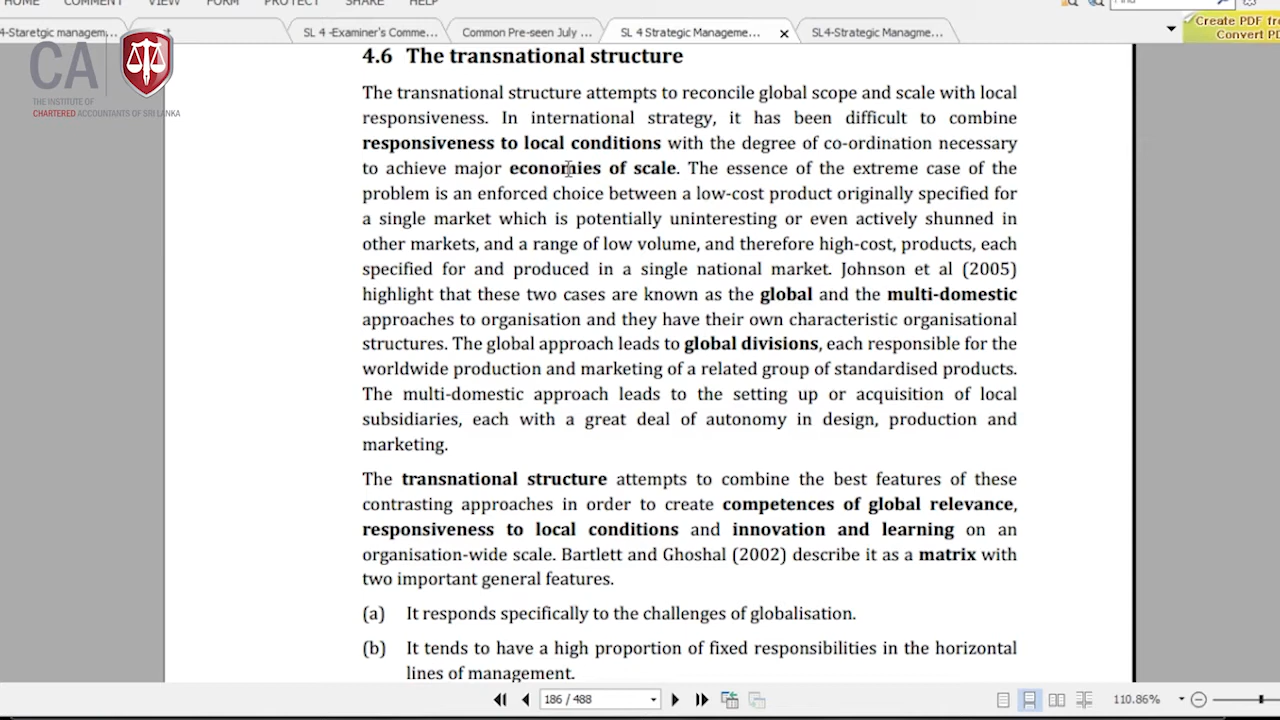 HOME COMMENT VIEW FORM PROTECT SHARE HELP Find
4-Staretgic managem... SL 4 -Examiner's Comme... Common Pre-seen July ... SL 4 Strategic Manageme... SL4-Strategic Managme... Create PDF fro
Convert PD
CA
THE INSTITUTE OF
CHARTERED ACCOUNTANTS OF SRI LANKA
4.6 The transnational structure
The transnational structure attempts to reconcile global scope and scale with local
responsiveness. In international strategy, it has been difficult to combine
responsiveness to local conditions with the degree of co-ordination necessary
to achieve major economies of scale. The essence of the extreme case of the
problem is an enforced choice between a low-cost product originally specified for
a single market which is potentially uninteresting or even actively shunned in
other markets, and a range of low volume, and therefore high-cost, products, each
specified for and produced in a single national market. Johnson et al (2005)
highlight that these two cases are known as the global and the multi-domestic
approaches to organisation and they have their own characteristic organisational
structures. The global approach leads to global divisions, each responsible for the
worldwide production and marketing of a related group of standardised products.
The multi-domestic approach leads to the setting up or acquisition of local
subsidiaries, each with a great deal of autonomy in design, production and
marketing.
The transnational structure attempts to combine the best features of these
contrasting approaches in order to create competences of global relevance,
responsiveness to local conditions and innovation and learning on an
organisation-wide scale. Bartlett and Ghoshal (2002) describe it as a matrix with
two important general features.
(a) It responds specifically to the challenges of globalisation.
(b) It tends to have a high proportion of fixed responsibilities in the horizontal
lines of management.
186 / 488 110.86%